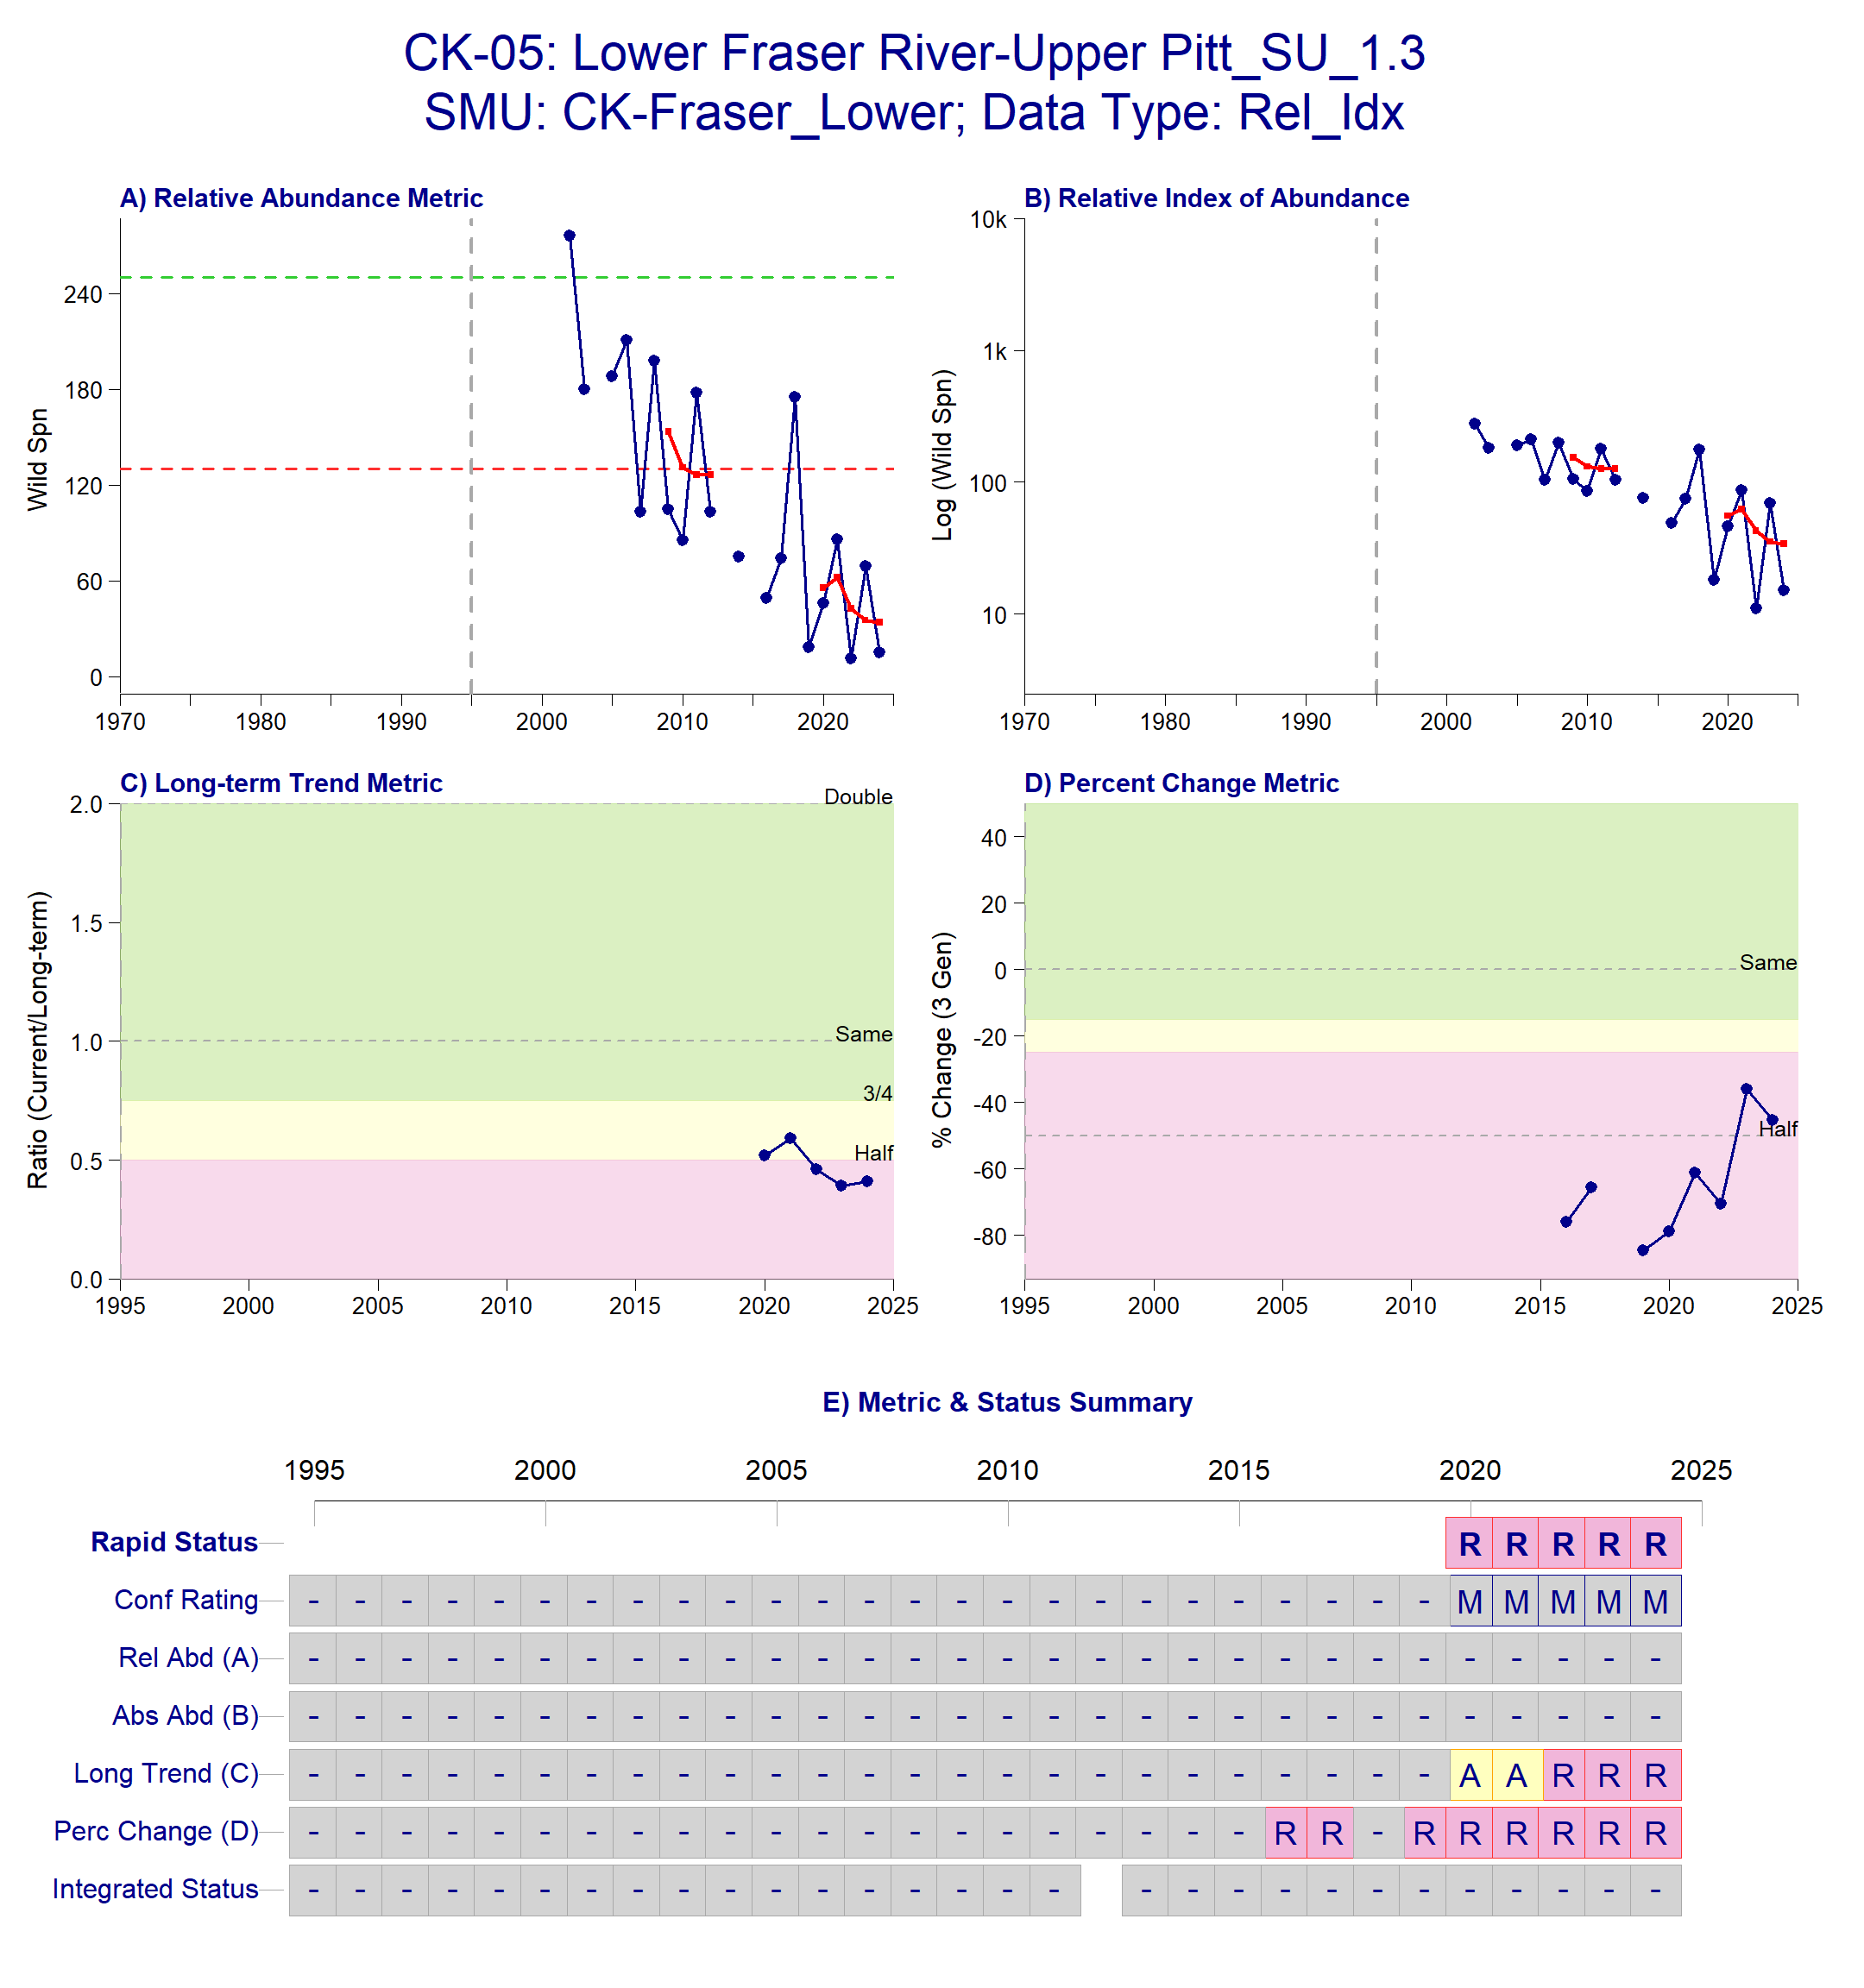 CK-05: Lower Fraser River-Upper Pitt_SU_1.3
SMU: CK-Fraser_Lower; Data Type: Rel_Idx
A) Relative Abundance Metric
Wild Spn
240
180
120
60
0
1970 1980 1990 2000 2010 2020
B) Relative Index of Abundance
Log (Wild Spn)
10k
1k
100
10
1970 1980 1990 2000 2010 2020
C) Long-term Trend Metric
Ratio (Current/Long-term)
2.0
1.5
1.0
0.5
0.0
Double
Same
3/4
Half
1995 2000 2005 2010 2015 2020 2025
D) Percent Change Metric
% Change (3 Gen)
40
20
0
-20
-40
-60
-80
Same
Half
1995 2000 2005 2010 2015 2020 2025
E) Metric & Status Summary
1995 2000 2005 2010 2015 2020 2025
Rapid Status R R R R R
Conf Rating - - - - - - - - - - - - - - - - - - - - - - - - - M M M M M
Rel Abd (A) - - - - - - - - - - - - - - - - - - - - - - - - - - - - - -
Abs Abd (B) - - - - - - - - - - - - - - - - - - - - - - - - - - - - - -
Long Trend (C) - - - - - - - - - - - - - - - - - - - - - - - - - A A R R R
Perc Change (D) - - - - - - - - - - - - - - - - - - - - - R R - R R R R R R
Integrated Status - - - - - - - - - - - - - - - - - - - - - - - - - - - - -